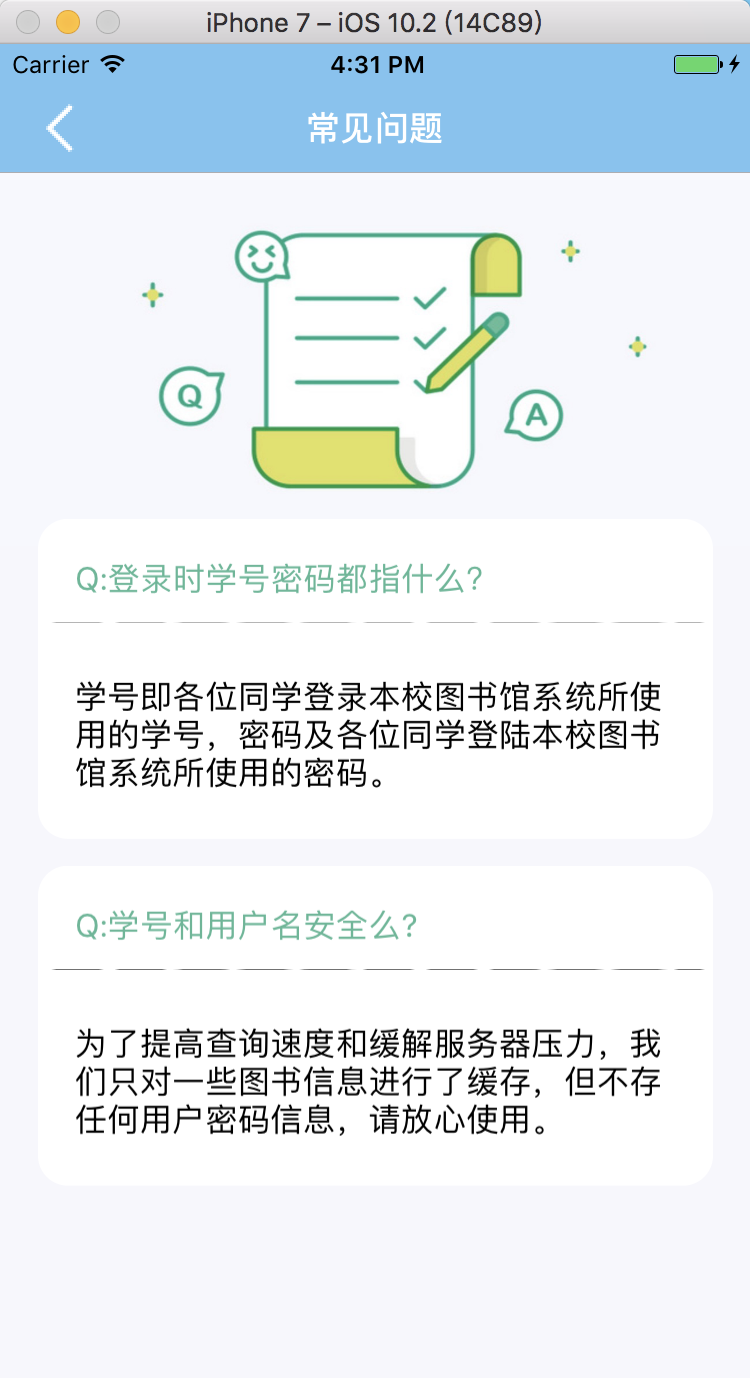 iPhone 7 – iOS 10.2 (14C89)
Carrier 4:31 PM
常见问题
Q
A
Q:登录时学号密码都指什么?
学号即各位同学登录本校图书馆系统所使
用的学号，密码及各位同学登陆本校图书
馆系统所使用的密码。
Q:学号和用户名安全么?
为了提高查询速度和缓解服务器压力，我
们只对一些图书信息进行了缓存，但不存
任何用户密码信息，请放心使用。